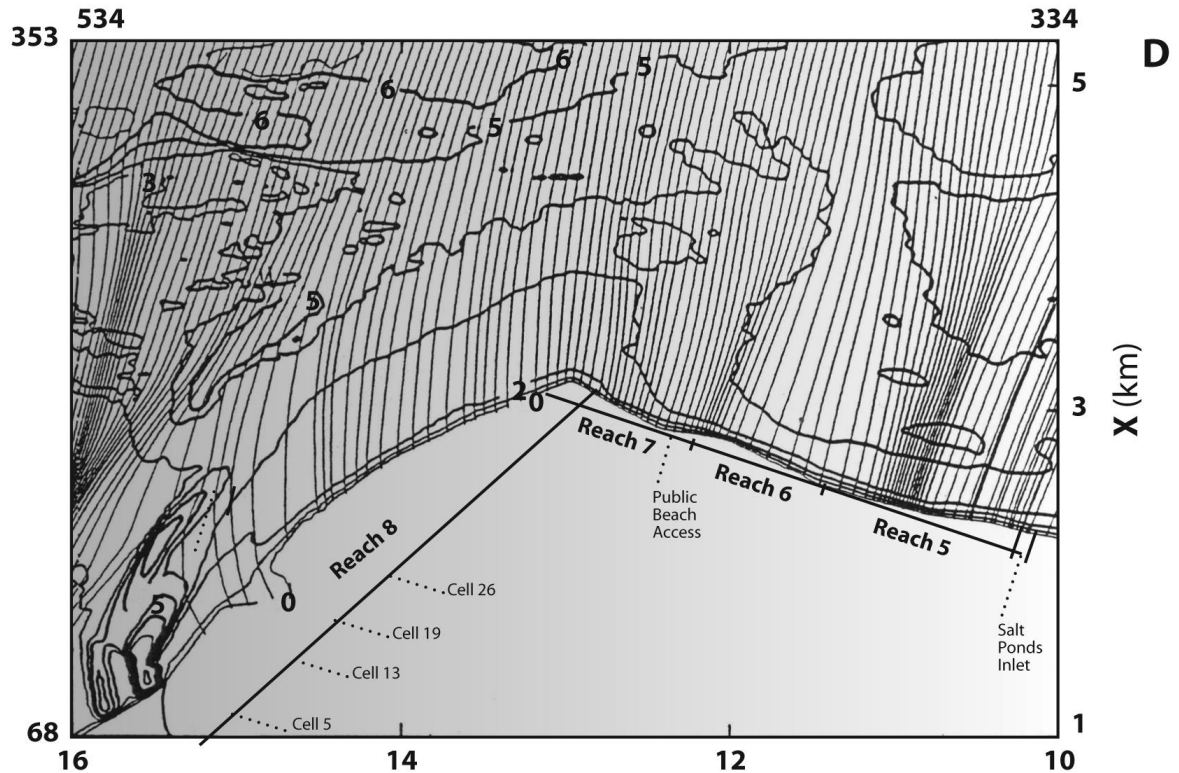 534
334
353
D
6
5
5
6
6
5
3
5
X (km)
2
0
3
Reach 7
Reach 6
Public
Beach
Access
Reach 5
Reach 8
Cell 26
0
5
Cell 19
Salt
Ponds
Inlet
Cell 13
Cell 5
68
1
16
14
12
10